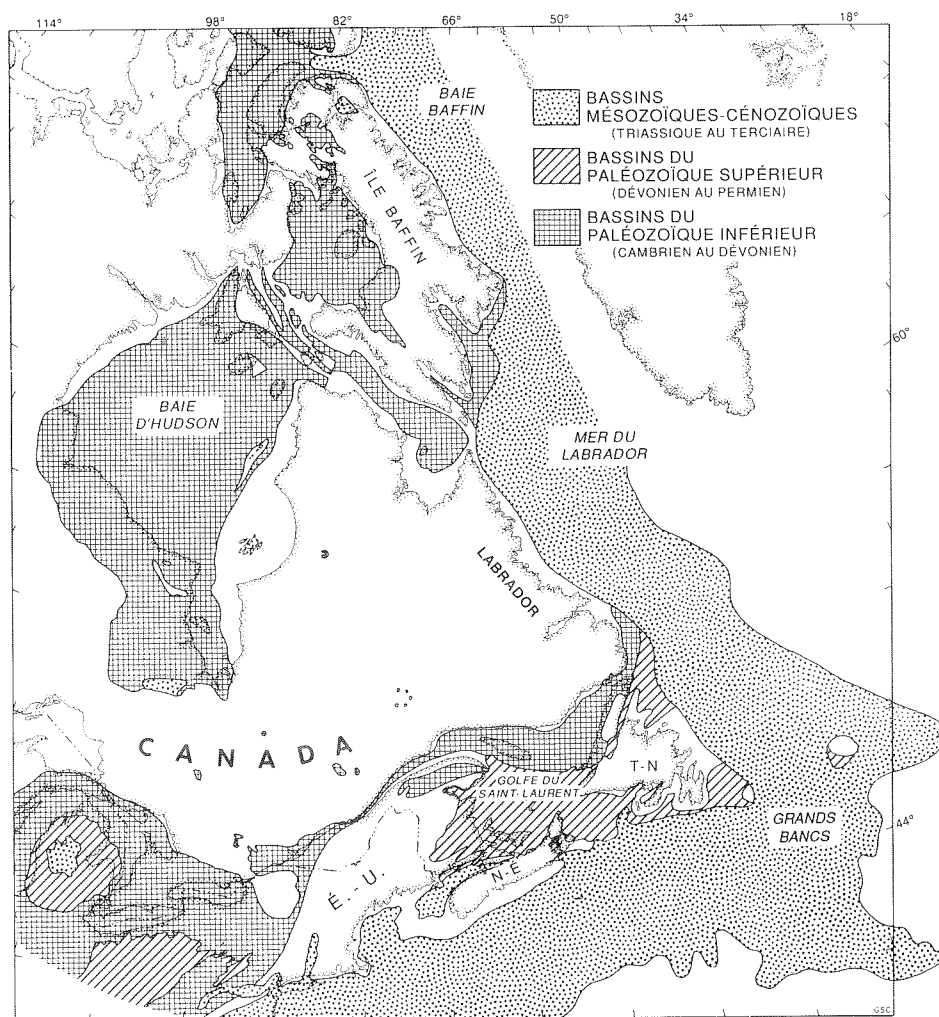 114° 98° 82° 66° 50° 34° 18°
BAIE
BAFFIN
BASSINS
MÉSOZOÏQUES-CÉNOZOÏQUES
(TRIASSIQUE AU TERCIAIRE)
BASSINS DU
PALÉOZOÏQUE SUPÉRIEUR
(DÉVONIEN AU PERMIEN)
BASSINS DU
PALÉOZOÏQUE INFÉRIEUR
(CAMBRIEN AU DÉVONIEN)
ÎLE BAFFIN
60°
BAIE
D'HUDSON
MER DU
LABRADOR
LABRADOR
CANADA
T-N
GOLFE DU
SAINT-LAURENT
GRANDS
BANCS
44°
N-E
É.-U.
GSC